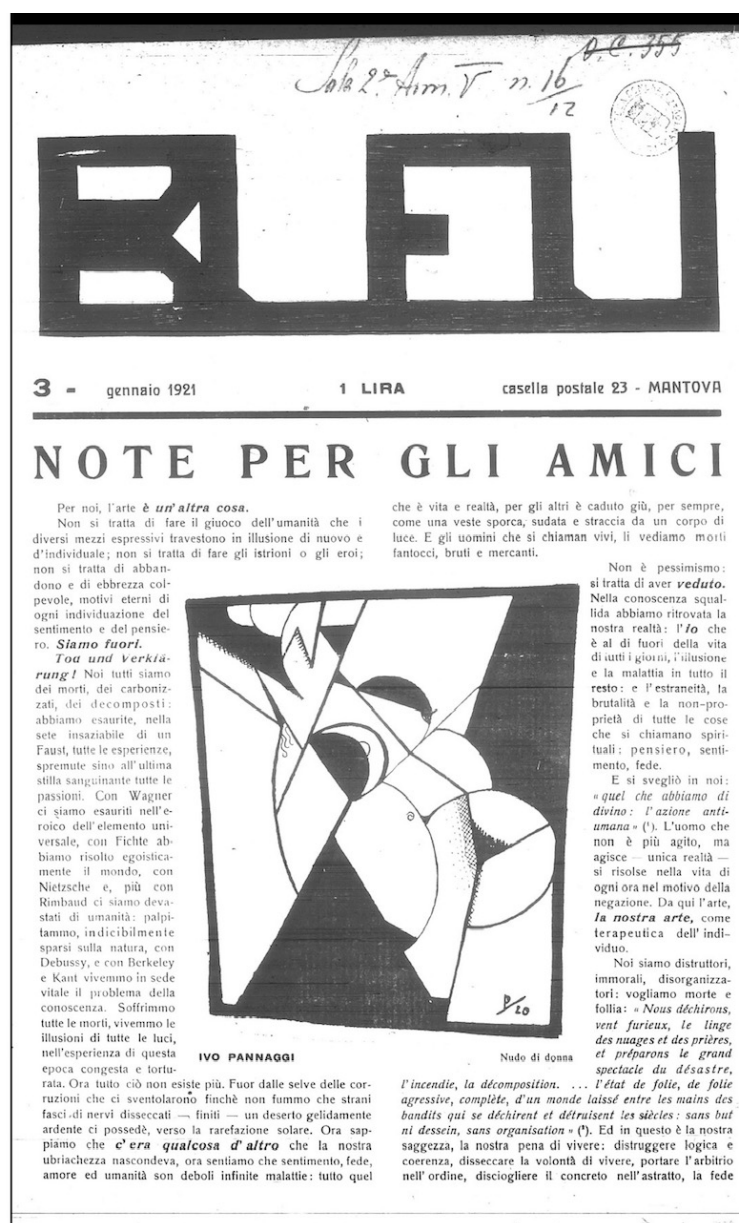 Sala 2ª Arm. V n. 16/12
O.C. 355
BLEU
3 - gennaio 1921 1 LIRA casella postale 23 - MANTOVA
NOTE PER GLI AMICI
Per noi, l'arte è un' altra cosa.
Non si tratta di fare il giuoco dell'umanità che i
diversi mezzi espressivi travestono in illusione di nuovo e
d'individuale; non si tratta di fare gli istrioni o gli eroi;
non si tratta di abban-
dono e di ebbrezza col-
pevole, motivi eterni di
ogni individuazione del
sentimento e del pensie-
ro. Siamo fuori.
Tod und Verklä-
rung! Noi tutti siamo
dei morti, dei carboniz-
zati, dei decomposti:
abbiamo esaurite, nella
sete insaziabile di un
Faust, tutte le esperienze,
spremute sino all'ultima
stilla sanguinante tutte le
passioni. Con Wagner
ci siamo esauriti nell'e-
roico dell'elemento uni-
versale, con Fichte ab-
biamo risolto egoistica-
mente il mondo, con
Nietzsche e, più con
Rimbaud ci siamo deva-
stati di umanità: palpi-
tammo, indicibilmente
sparsi sulla natura, con
Debussy, e con Berkeley
e Kant vivemmo in sede
vitale il problema della
conoscenza. Soffrimmo
tutte le morti, vivemmo le
illusioni di tutte le luci,
nell'esperienza di questa
epoca congesta e tortu-
rata. Ora tutto ciò non esiste più. Fuor dalle selve delle cor-
ruzioni che ci sventolarono finchè non fummo che strani
fasci di nervi disseccati — finiti — un deserto gelidamente
ardente ci possedè, verso la rarefazione solare. Ora sap-
piamo che c' era qualcosa d' altro che la nostra
ubriachezza nascondeva, ora sentiamo che sentimento, fede,
amore ed umanità son deboli infinite malattie: tutto quel
P/20
IVO PANNAGGI Nudo di donna
che è vita e realtà, per gli altri è caduto giù, per sempre,
come una veste sporca, sudata e straccia da un corpo di
luce. E gli uomini che si chiaman vivi, li vediamo morti
fantocci, bruti e mercanti.
Non è pessimismo:
si tratta di aver veduto.
Nella conoscenza squal-
lida abbiamo ritrovata la
nostra realtà: l' io che
è al di fuori della vita
di tutti i giorni, l'illusione
e la malattia in tutto il
resto: e l'estraneità, la
brutalità e la non-pro-
prietà di tutte le cose
che si chiamano spiri-
tuali: pensiero, senti-
mento, fede.
E si svegliò in noi:
« quel che abbiamo di
divino: l' azione anti-
umana » (¹). L'uomo che
non è più agito, ma
agisce — unica realtà —
si risolse nella vita di
ogni ora nel motivo della
negazione. Da qui l'arte,
la nostra arte, come
terapeutica dell' indi-
viduo.
Noi siamo distruttori,
immorali, disorganizza-
tori: vogliamo morte e
follia: « Nous déchirons,
vent furieux, le linge
des nuages et des prières,
et préparons le grand
spectacle du désastre,
l'incendie, la décomposition. ... l'état de folie, de folie
agressive, complète, d'un monde laissé entre les mains des
bandits qui se déchirent et détruisent les siècles: sans but
ni dessein, sans organisation » (²). Ed in questo è la nostra
saggezza, la nostra pena di vivere: distruggere logica e
coerenza, disseccare la volontà di vivere, portare l'arbitrio
nell'ordine, disciogliere il concreto nell'astratto, la fede